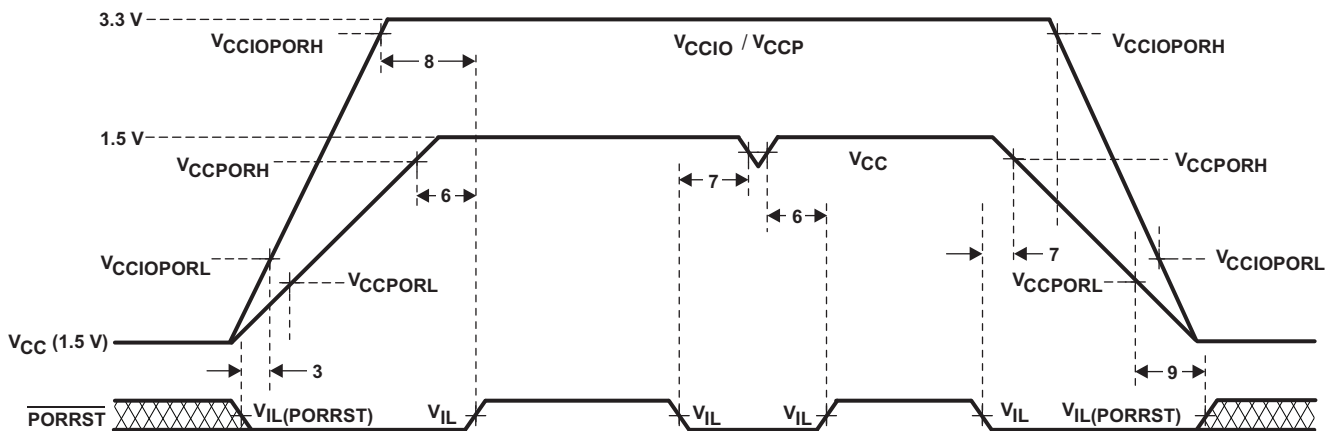 3.3 V
VCCIOPORH
8
VCCIO / VCCP
VCCIOPORH
1.5 V
VCCPORH
6
7
VCC
6
VCCPORH
VCCIOPORL
VCCPORL
7
VCCPORL
VCCIOPORL
VCC (1.5 V)
3
9
PORRST
VIL(PORRST)
VIL
VIL
VIL
VIL
VIL(PORRST)